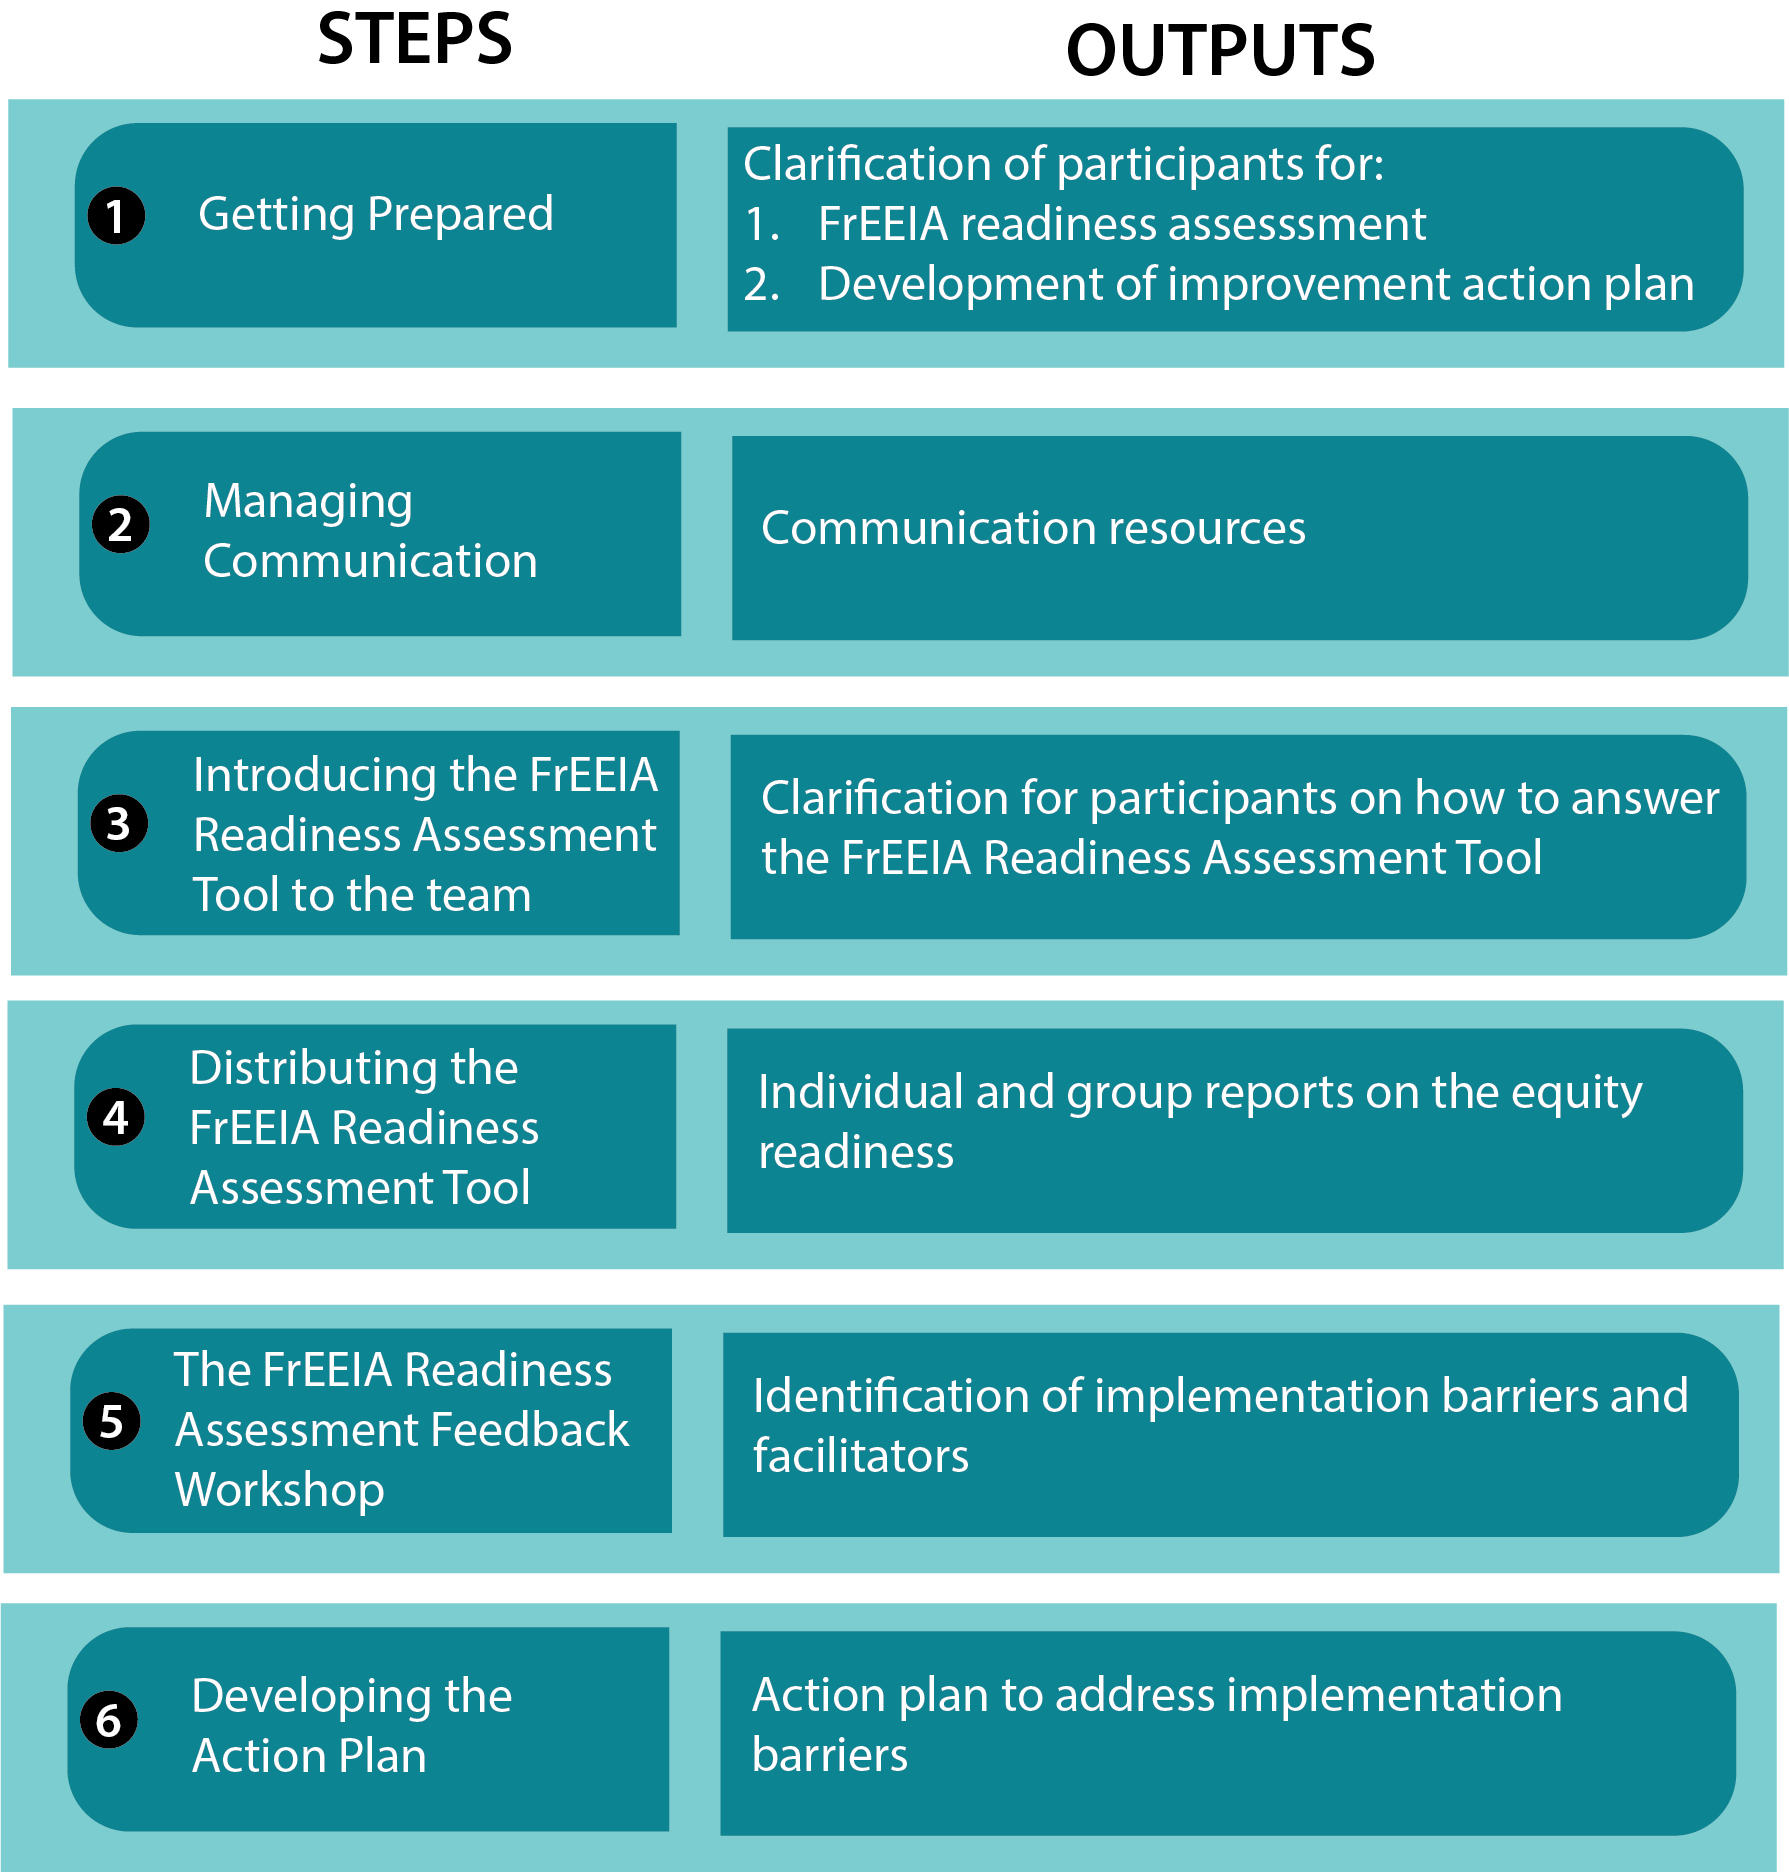 STEPS
OUTPUTS
1
Getting Prepared
Clarification of participants for:
1. FrEEIA readiness assesssment
2. Development of improvement action plan
2
Managing
Communication
Communication resources
3
Introducing the FrEEIA
Readiness Assessment
Tool to the team
Clarification for participants on how to answer
the FrEEIA Readiness Assessment Tool
4
Distributing the
FrEEIA Readiness
Assessment Tool
Individual and group reports on the equity
readiness
5
The FrEEIA Readiness
Assessment Feedback
Workshop
Identification of implementation barriers and
facilitators
6
Developing the
Action Plan
Action plan to address implementation
barriers